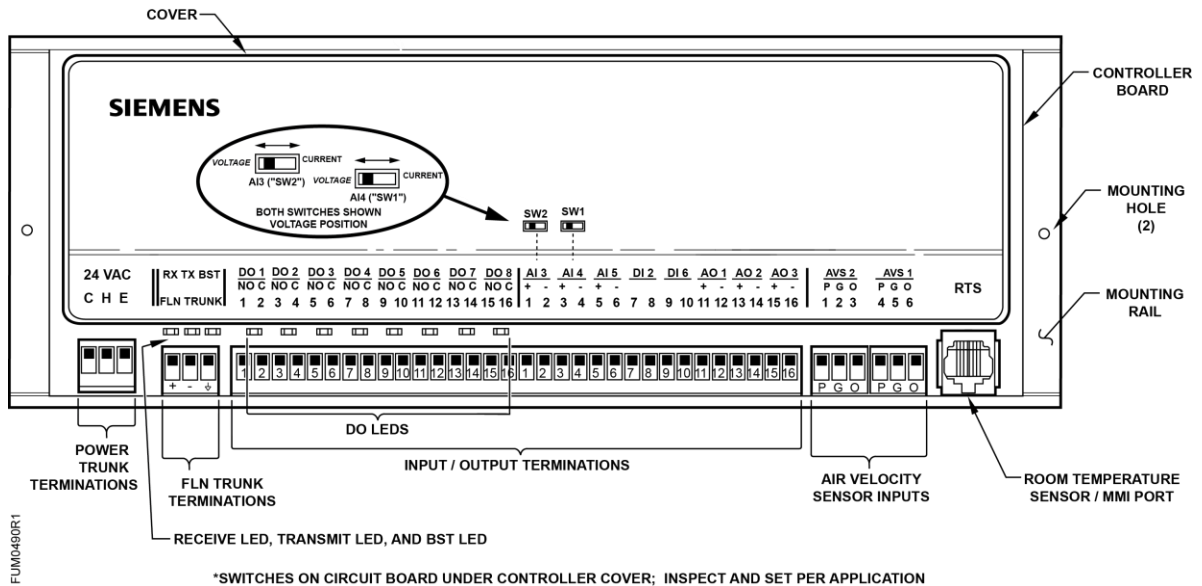 COVER
CONTROLLER
BOARD
SIEMENS
VOLTAGE CURRENT
AI3 ("SW2")
VOLTAGE CURRENT
AI4 ("SW1")
BOTH SWITCHES SHOWN
VOLTAGE POSITION
SW2 SW1
MOUNTING
HOLE
(2)
24 VAC RX TX BST DO 1 DO 2 DO 3 DO 4 DO 5 DO 6 DO 7 DO 8 AI 3 AI 4 AI 5 DI 2 DI 6 AO 1 AO 2 AO 3 AVS 2 AVS 1
NO C NO C NO C NO C NO C NO C NO C NO C + - + - + - + - + - + - P G O P G O
C H E FLN TRUNK 1 2 3 4 5 6 7 8 9 10 11 12 13 14 15 16 1 2 3 4 5 6 7 8 9 10 11 12 13 14 15 16 1 2 3 4 5 6
RTS
MOUNTING
RAIL
1 2 3 4 5 6 7 8 9 10 11 12 13 14 15 16 1 2 3 4 5 6 7 8 9 10 11 12 13 14 15 16
+ - ⏚ P G O P G O
DO LEDS
POWER
TRUNK
TERMINATIONS
FLN TRUNK
TERMINATIONS
INPUT / OUTPUT TERMINATIONS
AIR VELOCITY
SENSOR INPUTS
ROOM TEMPERATURE
SENSOR / MMI PORT
RECEIVE LED, TRANSMIT LED, AND BST LED
FUM0490R1
*SWITCHES ON CIRCUIT BOARD UNDER CONTROLLER COVER; INSPECT AND SET PER APPLICATION